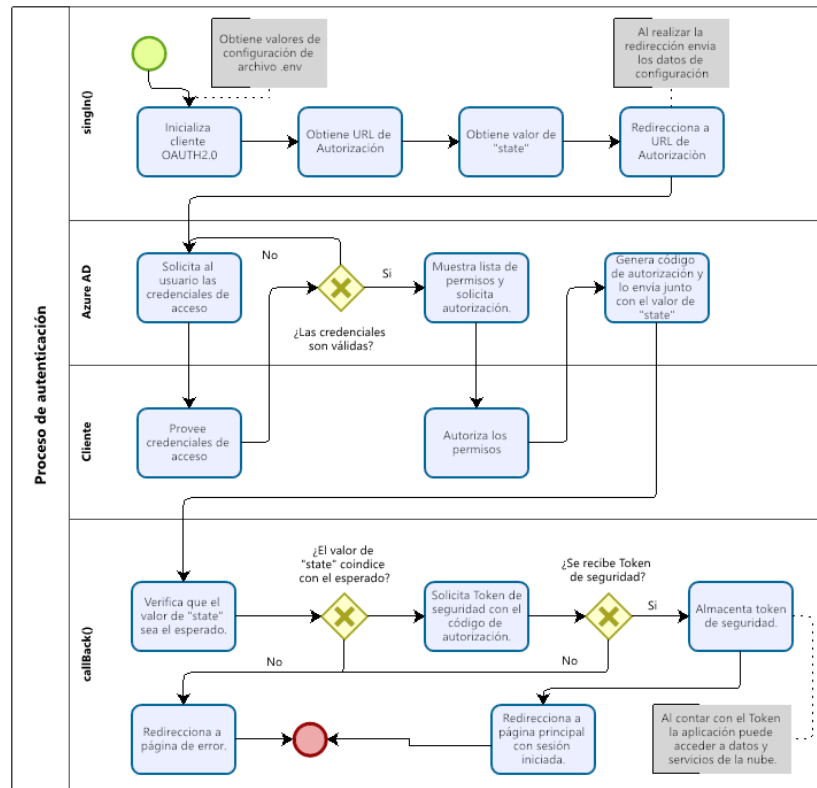 Proceso de autenticación
singIn()
Obtiene valores de
configuración de
archivo .env
Al realizar la
redirección envia
los datos de
configuración
Inicializa
cliente
OAUTH2.0
Obtiene URL de
Autorización
Obtiene valor de
"state"
Redirecciona a
URL de
Autorización
Azure AD
Solicita al
usuario las
credenciales de
acceso
No
Si
¿Las credenciales
son válidas?
Muestra lista de
permisos y
solicita
autorización.
Genera código
de autorización y
lo envía junto
con el valor de
"state"
Cliente
Provee
credenciales de
acceso
Autoriza los
permisos
callBack()
¿El valor de
"state" coindice
con el esperado?
¿Se recibe Token
de seguridad?
Verifica que el
valor de "state"
sea el esperado.
Solicita Token de
seguridad con el
código de
autorización.
Si
Almacenta token
de seguridad.
No
No
Redirecciona a
página de error.
Redirecciona a
página principal
con sesión
iniciada.
Al contar con el Token
la aplicación puede
acceder a datos y
servicios de la nube.